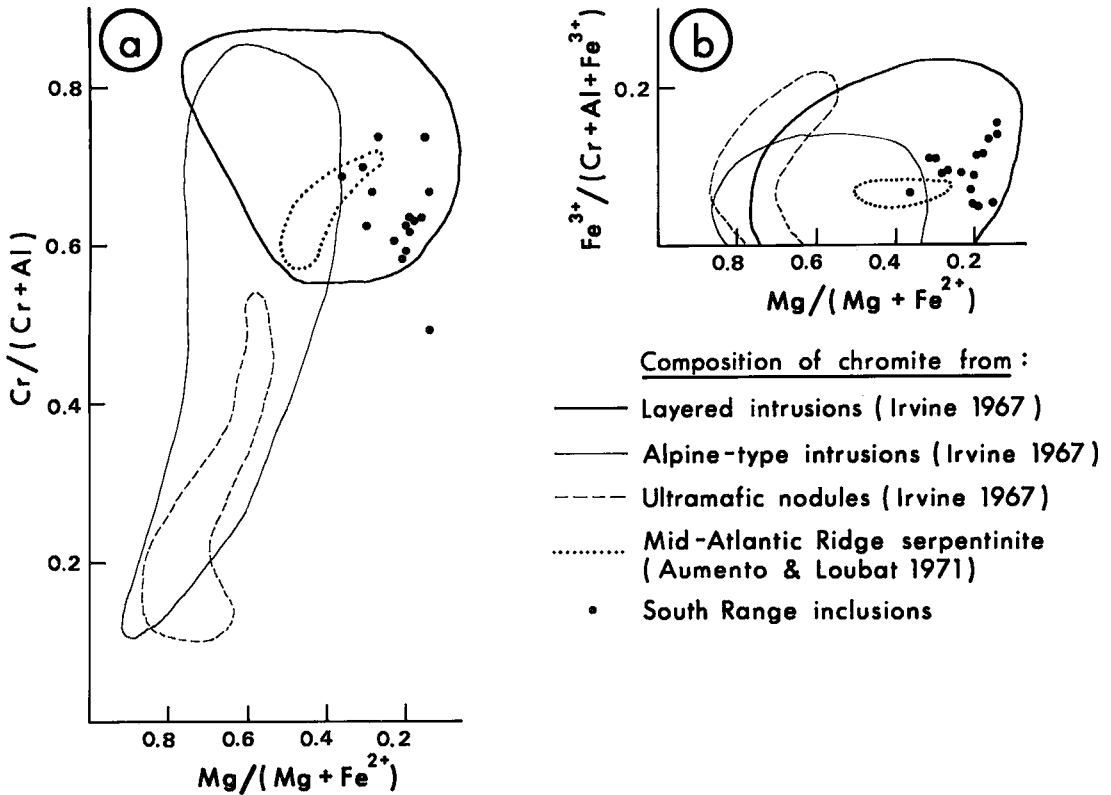 a
Cr/(Cr+Al)
0.8
0.6
0.4
0.2
0.8 0.6 0.4 0.2
Mg/(Mg+Fe²⁺)
b
Fe³⁺/(Cr+Al+Fe³⁺)
0.2
0.8 0.6 0.4 0.2
Mg/(Mg+Fe²⁺)
Composition of chromite from :
Layered intrusions (Irvine 1967)
Alpine-type intrusions (Irvine 1967)
Ultramafic nodules (Irvine 1967)
Mid-Atlantic Ridge serpentinite
(Aumento & Loubat 1971)
South Range inclusions